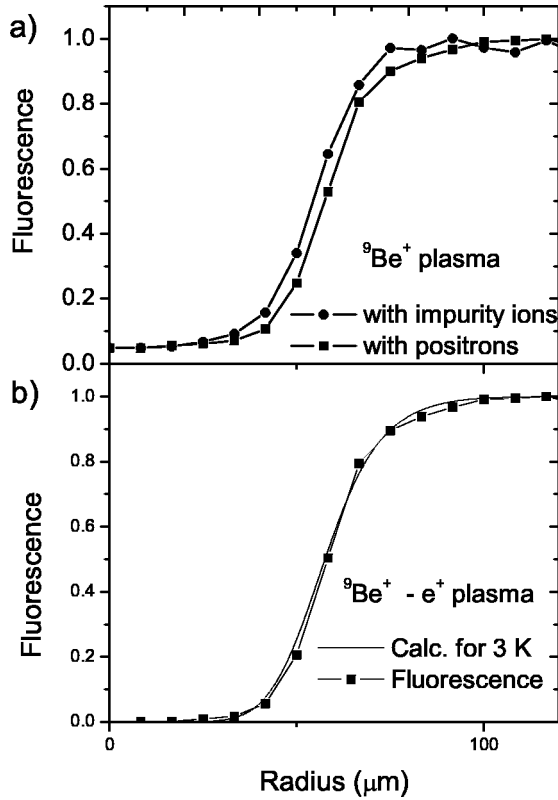 a)
1.0
0.8
0.6
0.4
0.2
0.0
Fluorescence
⁹Be⁺ plasma
with impurity ions
with positrons
b)
1.0
0.8
0.6
0.4
0.2
0.0
Fluorescence
⁹Be⁺ - e⁺ plasma
Calc. for 3 K
Fluorescence
0
100
Radius (μm)